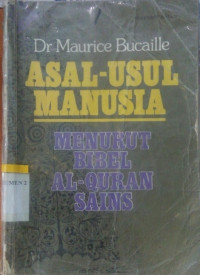 Dr Maurice Bucaille
ASAL-USUL
MANUSIA
MENURUT
BIBEL
AL-QURAN
SAINS